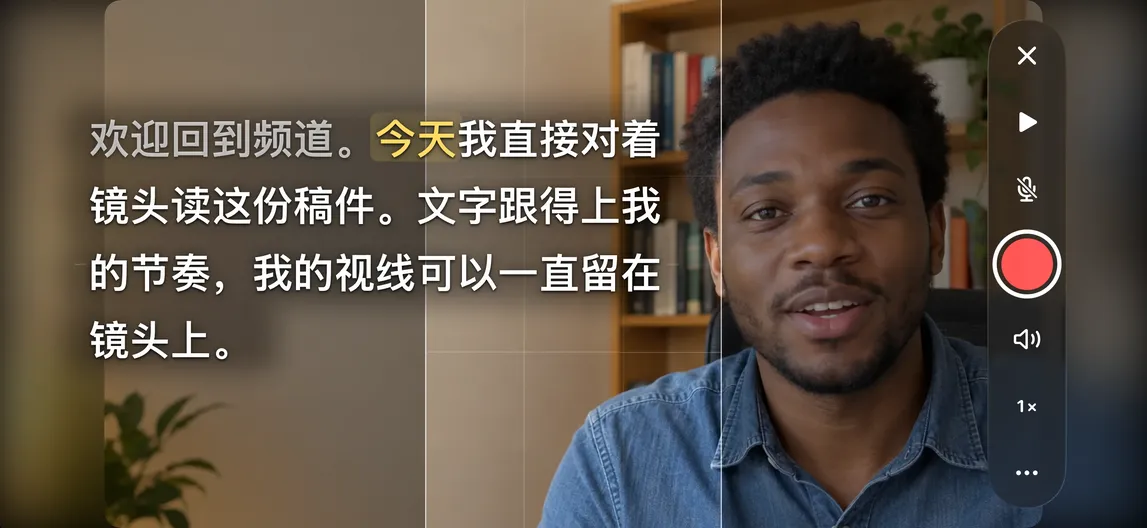 欢迎回到频道。今天我直接对着
镜头读这份稿件。文字跟得上我
的节奏，我的视线可以一直留在
镜头上。
1×